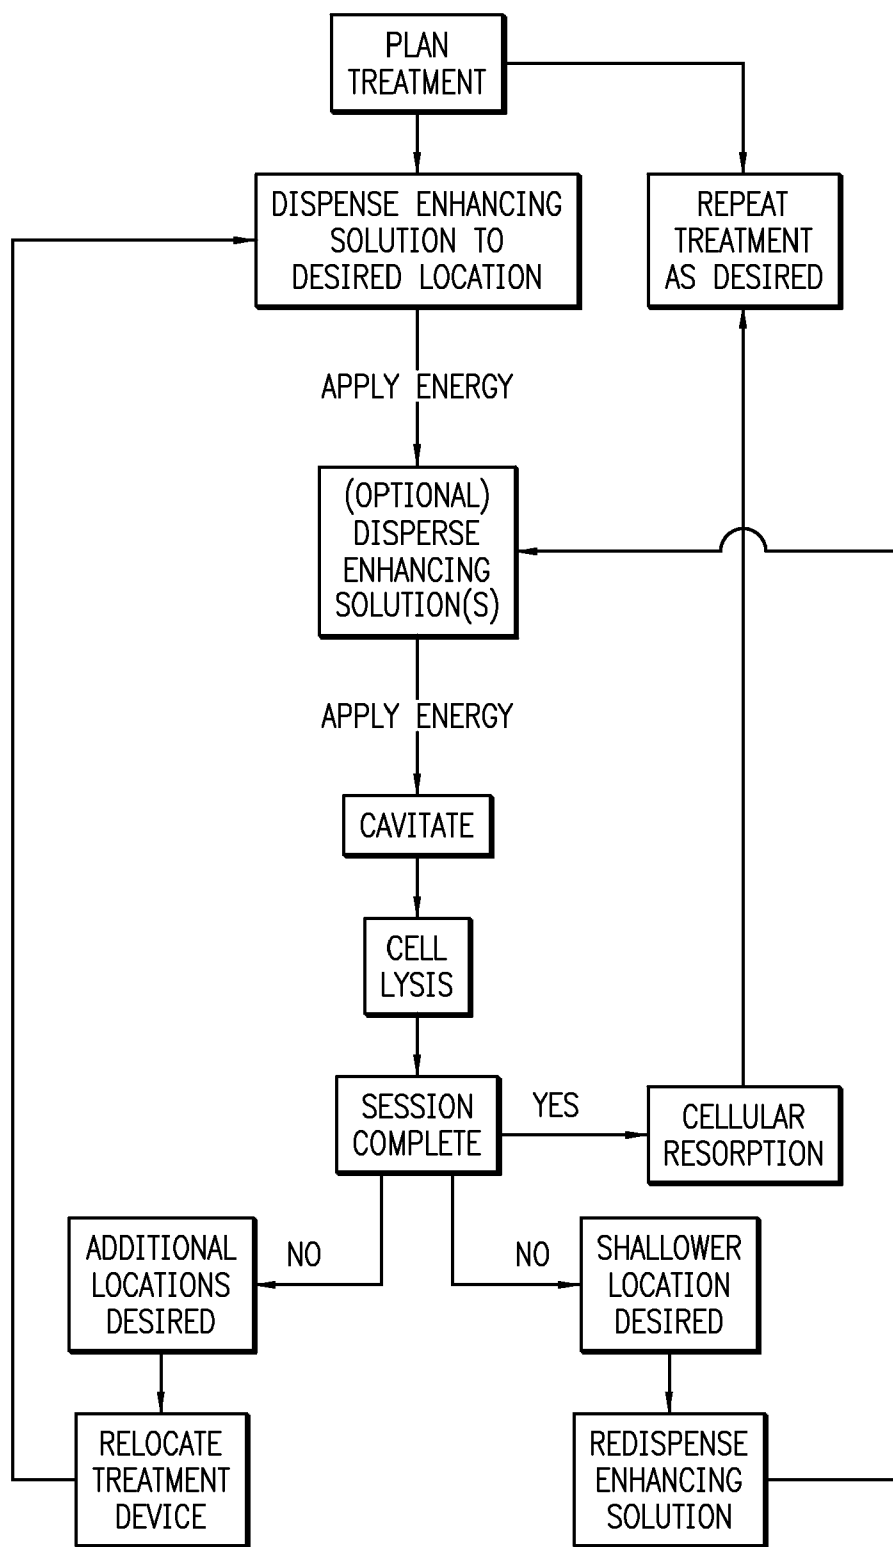 PLAN
TREATMENT
DISPENSE ENHANCING
SOLUTION TO
DESIRED LOCATION
REPEAT
TREATMENT
AS DESIRED
APPLY ENERGY
(OPTIONAL)
DISPERSE
ENHANCING
SOLUTION(S)
APPLY ENERGY
CAVITATE
CELL
LYSIS
SESSION
COMPLETE
YES
CELLULAR
RESORPTION
ADDITIONAL
LOCATIONS
DESIRED
NO
NO
SHALLOWER
LOCATION
DESIRED
RELOCATE
TREATMENT
DEVICE
REDISPENSE
ENHANCING
SOLUTION